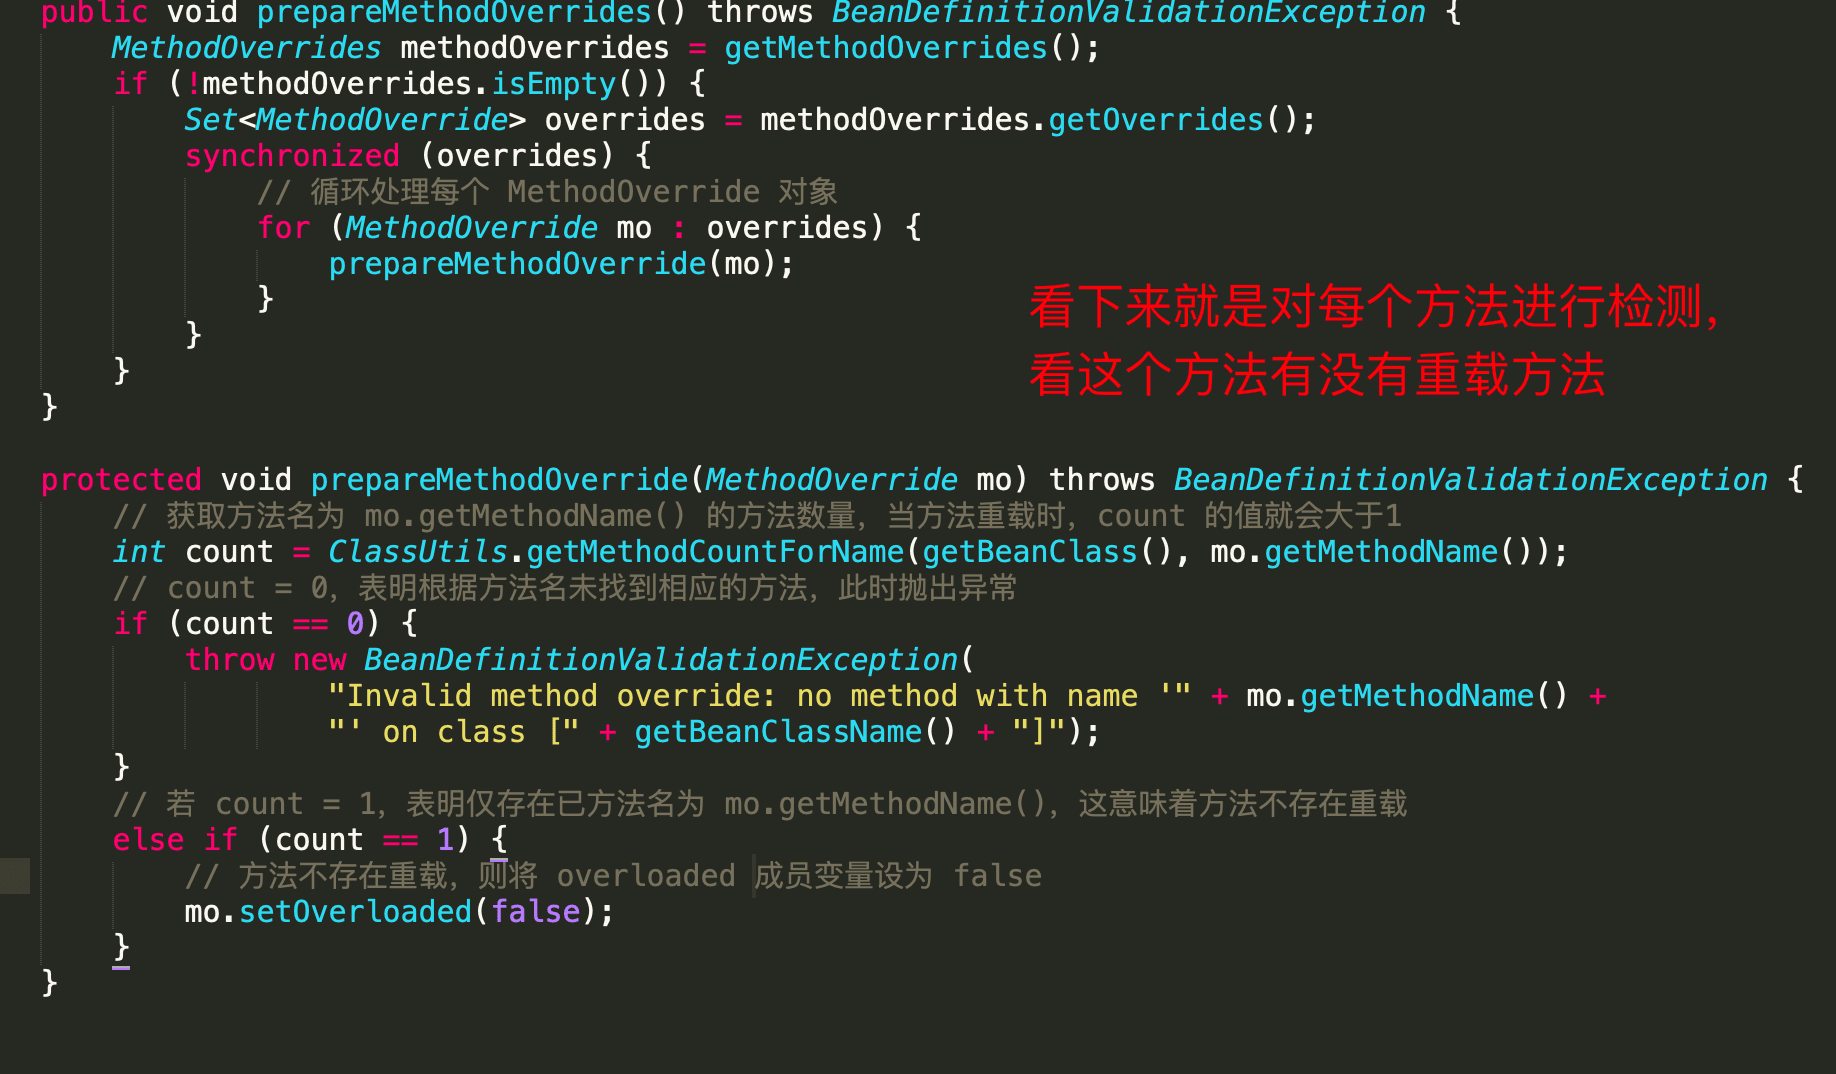 public void prepareMethodOverrides() throws BeanDefinitionValidationException {
MethodOverrides methodOverrides = getMethodOverrides();
if (!methodOverrides.isEmpty()) {
Set<MethodOverride> overrides = methodOverrides.getOverrides();
synchronized (overrides) {
// 循环处理每个 MethodOverride 对象
for (MethodOverride mo : overrides) {
prepareMethodOverride(mo);
}
}
}
}
看下来就是对每个方法进行检测，
看这个方法有没有重载方法
protected void prepareMethodOverride(MethodOverride mo) throws BeanDefinitionValidationException {
// 获取方法名为 mo.getMethodName() 的方法数量，当方法重载时，count 的值就会大于1
int count = ClassUtils.getMethodCountForName(getBeanClass(), mo.getMethodName());
// count = 0，表明根据方法名未找到相应的方法，此时抛出异常
if (count == 0) {
throw new BeanDefinitionValidationException(
"Invalid method override: no method with name '" + mo.getMethodName() +
"' on class [" + getBeanClassName() + "]");
}
// 若 count = 1，表明仅存在已方法名为 mo.getMethodName()，这意味着方法不存在重载
else if (count == 1) {
// 方法不存在重载，则将 overloaded 成员变量设为 false
mo.setOverloaded(false);
}
}